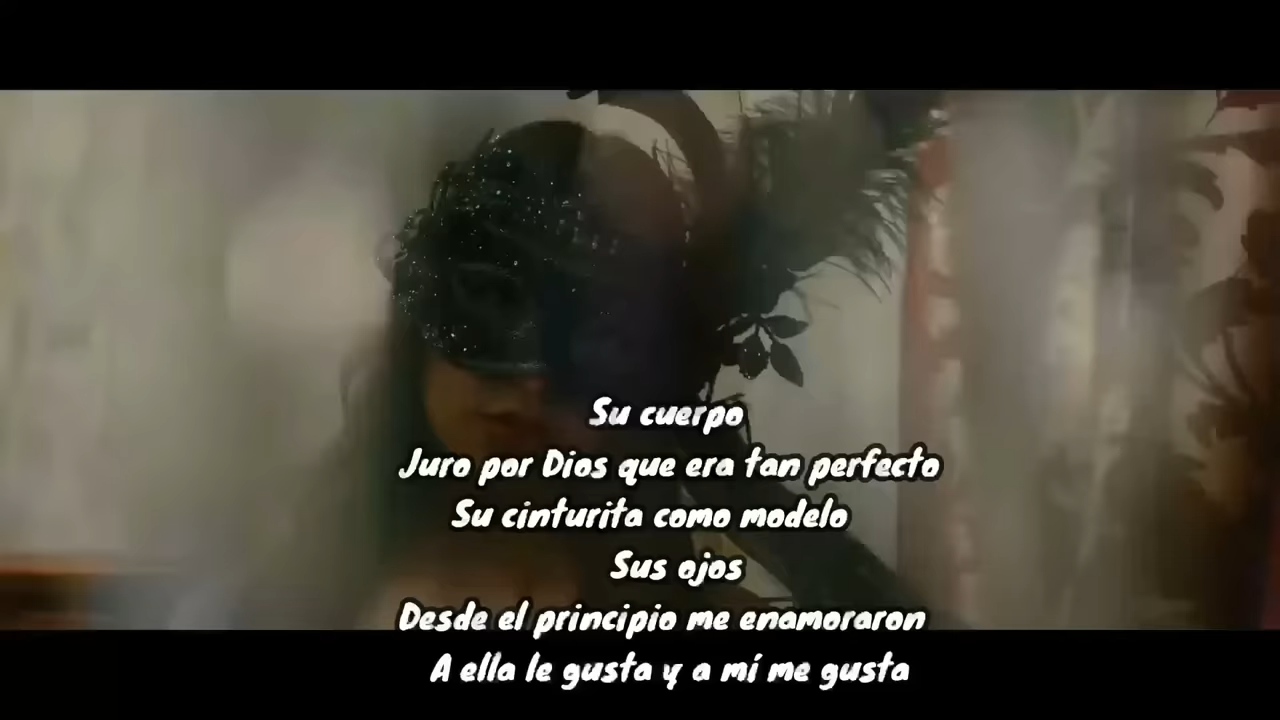 Su cuerpo
Juro por Dios que era tan perfecto
Su cinturita como modelo
Sus ojos
Desde el principio me enamoraron
A ella le gusta y a mí me gusta